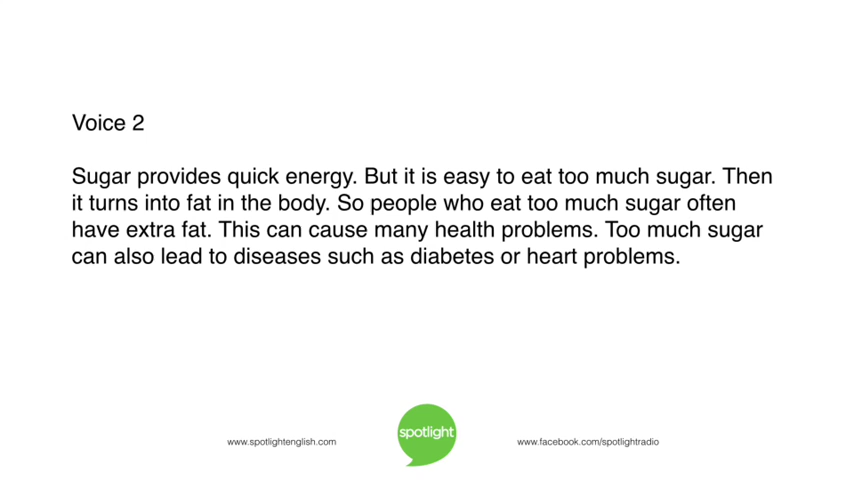 Voice 2
Sugar provides quick energy. But it is easy to eat too much sugar. Then
it turns into fat in the body. So people who eat too much sugar often
have extra fat. This can cause many health problems. Too much sugar
can also lead to diseases such as diabetes or heart problems.
spotlight
www.spotlightenglish.com
www.facebook.com/spotlightradio